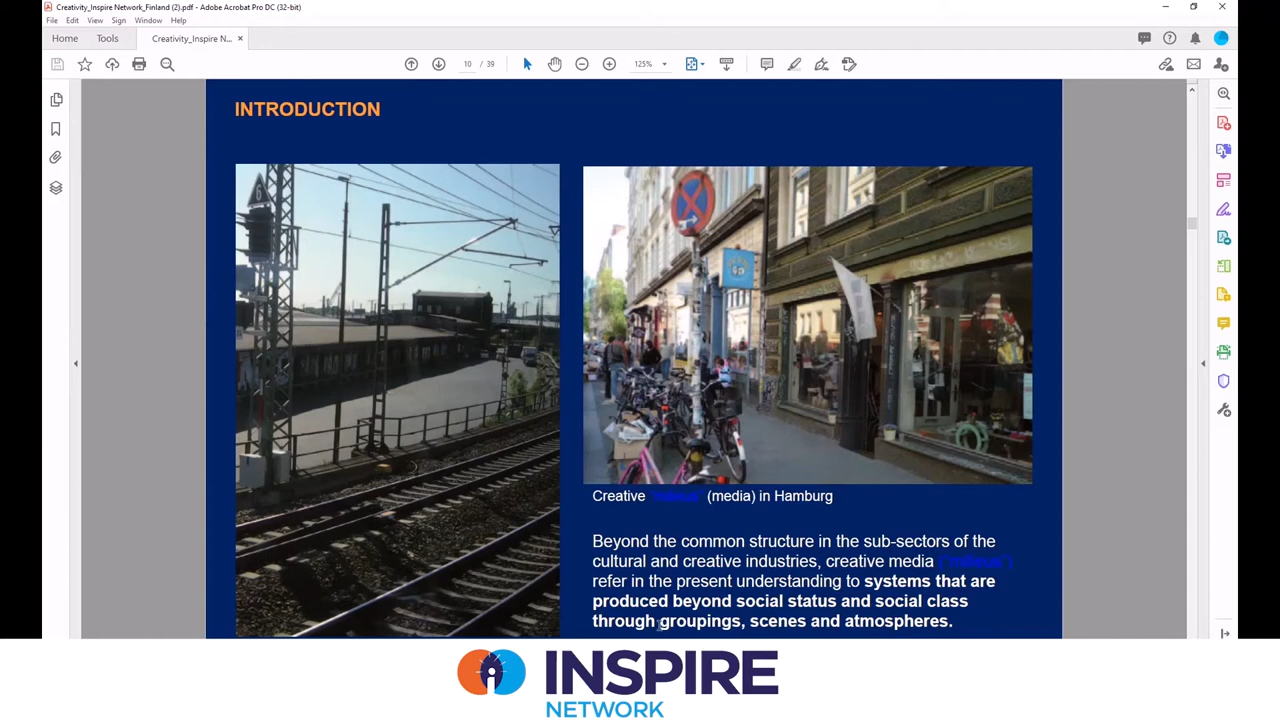 Creativity_Inspire Network_Finland (2).pdf - Adobe Acrobat Pro DC (32-bit)
File Edit View Sign Window Help
Home Tools Creativity_Inspire N... ×
10 / 39 125%
INTRODUCTION
6
Creative "milieus" (media) in Hamburg
Beyond the common structure in the sub-sectors of the
cultural and creative industries, creative media ("milieus")
refer in the present understanding to systems that are
produced beyond social status and social class
through groupings, scenes and atmospheres.
INSPIRE
NETWORK